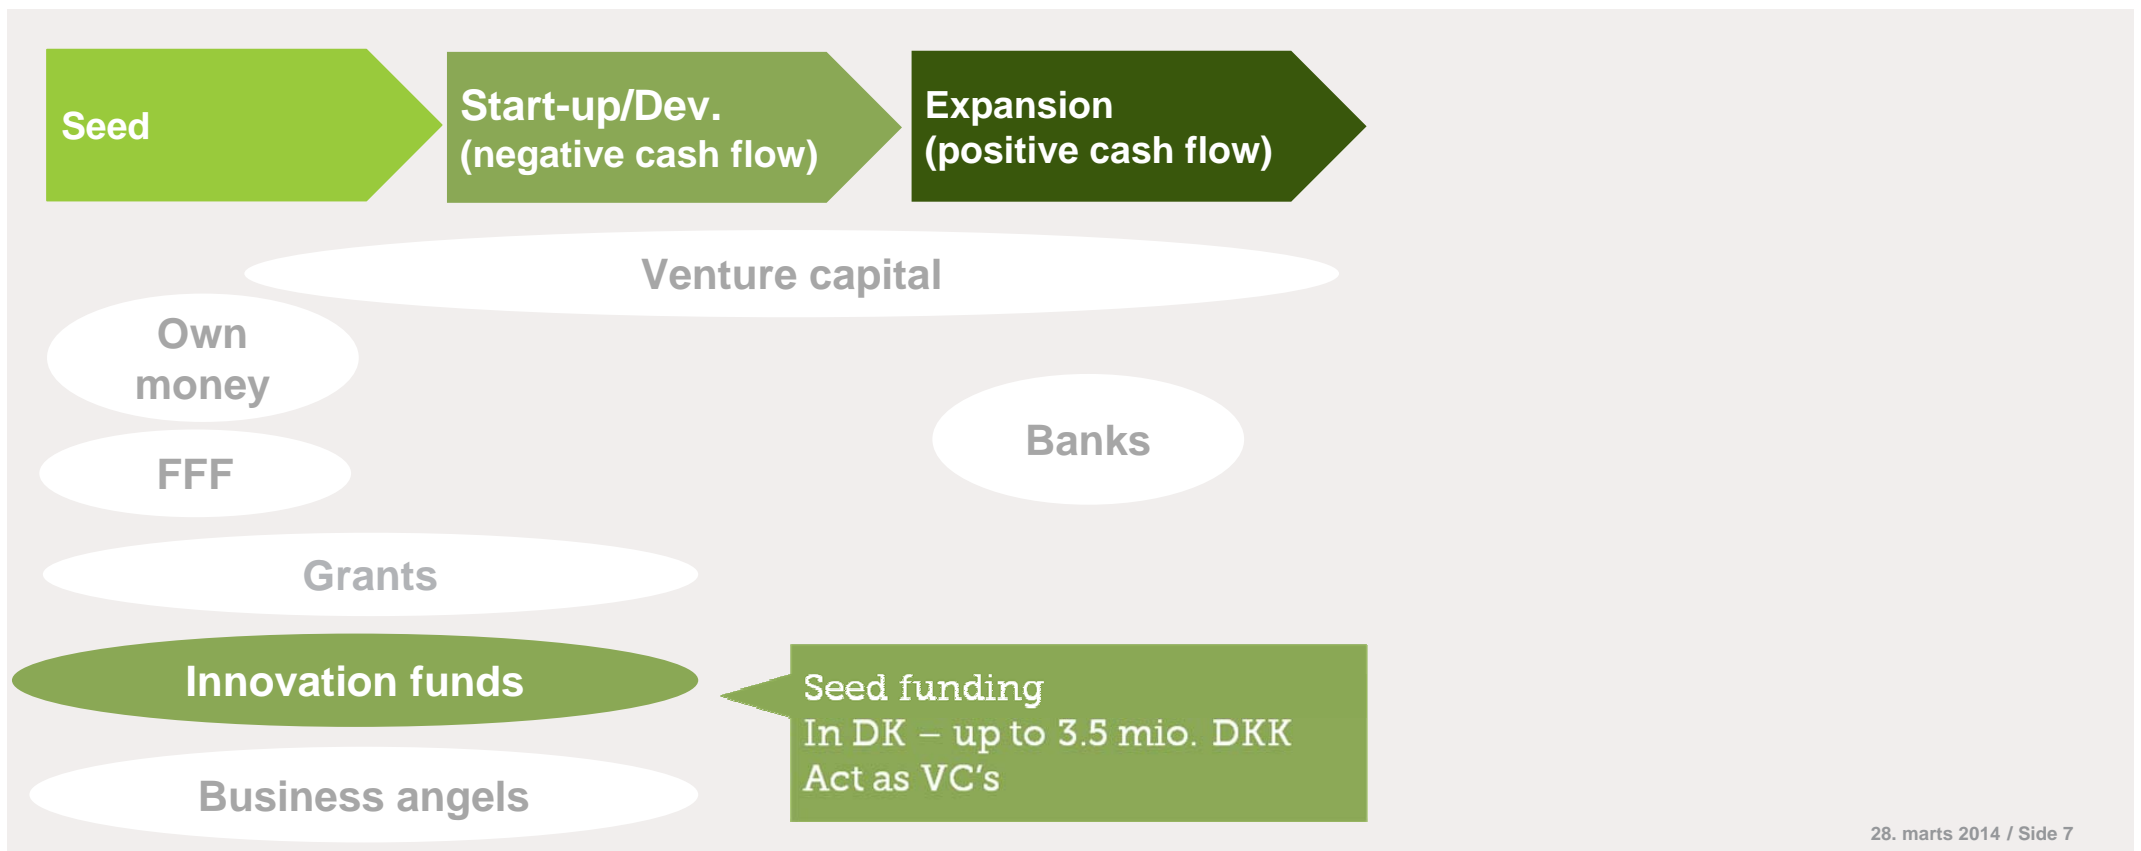 Seed
Start-up/Dev.
(negative cash flow)
Expansion
(positive cash flow)
Venture capital
Own
money
Banks
FFF
Grants
Innovation funds
Seed funding
In DK – up to 3.5 mio. DKK
Act as VC's
Business angels
28. marts 2014 / Side 7